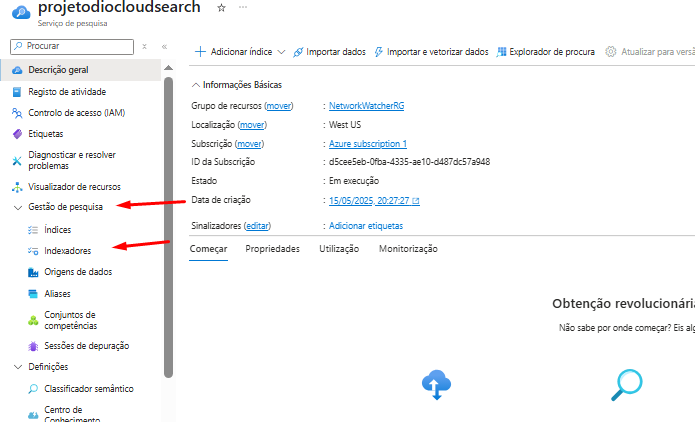 projetodiocloudsearch
Serviço de pesquisa
Procurar
Adicionar índice
Importar dados
Importar e vetorizar dados
Explorador de procura
Atualizar para versã
Descrição geral
Registo de atividade
Controlo de acesso (IAM)
Etiquetas
Diagnosticar e resolver
problemas
Visualizador de recursos
Gestão de pesquisa
Índices
Indexadores
Origens de dados
Aliases
Conjuntos de
competências
Sessões de depuração
Definições
Classificador semântico
Centro de
Conhecimento
Informações Básicas
Grupo de recursos (mover) : NetworkWatcherRG
Localização (mover) : West US
Subscrição (mover) : Azure subscription 1
ID da Subscrição : d5cee5eb-0fba-4335-ae10-d487dc57a948
Estado : Em execução
Data de criação : 15/05/2025, 20:27:27
Sinalizadores (editar) : Adicionar etiquetas
Começar Propriedades Utilização Monitorização
Obtenção revolucionári
Não sabe por onde começar? Eis alg